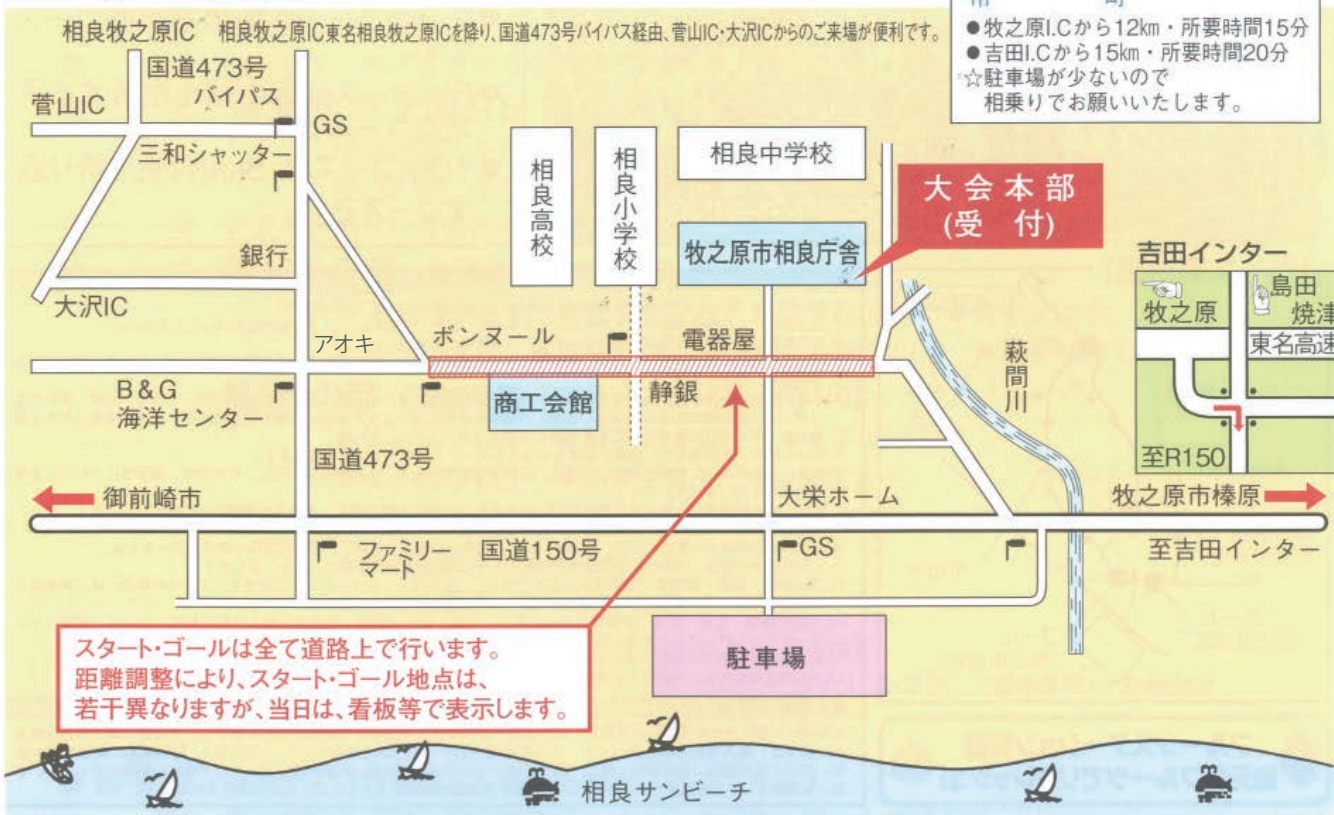 ●牧之原I.Cから12km・所要時間15分
●吉田I.Cから15km・所要時間20分
☆駐車場が少ないので
相乗りでお願いいたします。
相良牧之原IC 相良牧之原IC東名相良牧之原ICを降り、国道473号バイパス経由、菅山IC・大沢ICからのご来場が便利です。
国道473号
バイパス
菅山IC
GS
三和シャッター
銀行
大沢IC
アオキ
B&G
海洋センター
国道473号
相良高校
相良小学校
相良中学校
牧之原市相良庁舎
大会本部
(受 付)
ボンヌール
電器屋
商工会館
静銀
萩間川
吉田インター
牧之原
島田
焼津
東名高速
至R150
御前崎市
大栄ホーム
牧之原市榛原
ファミリー
マート
国道150号
GS
至吉田インター
スタート・ゴールは全て道路上で行います。
距離調整により、スタート・ゴール地点は、
若干異なりますが、当日は、看板等で表示します。
駐車場
相良サンビーチ